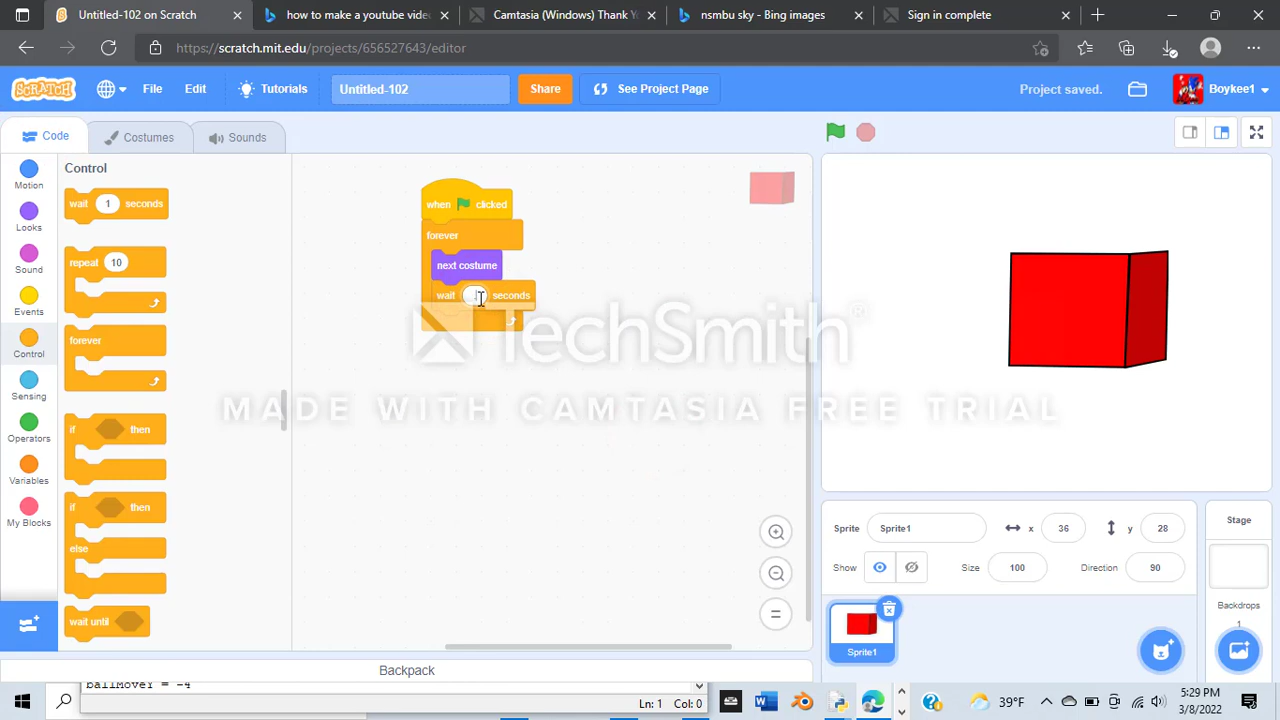 Untitled-102 on Scratch
how to make a youtube video
Camtasia (Windows) Thank Y
nsmbu sky - Bing images
Sign in complete
https://scratch.mit.edu/projects/656527643/editor
SCRATCH
File
Edit
Tutorials
Untitled-102
Share
See Project Page
Project saved.
Boykee1
Code
Costumes
Sounds
Motion
Looks
Sound
Events
Control
Sensing
Operators
Variables
My Blocks
Control
wait 1 seconds
repeat 10
forever
if then
if then
else
wait until
when clicked
forever
next costume
wait seconds
TechSmith®
MADE WITH CAMTASIA FREE TRIAL
Sprite
Sprite1
x
36
y
28
Show
Size
100
Direction
90
Sprite1
Stage
Backdrops
1
Backpack
ballMoverY = -4
Ln: 1 Col: 0
39°F
5:29 PM
3/8/2022